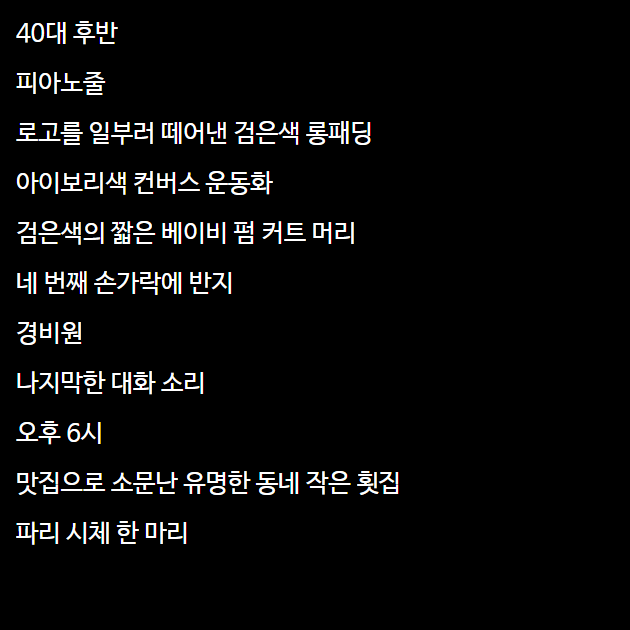 40대 후반
피아노줄
로고를 일부러 떼어낸 검은색 롱패딩
아이보리색 컨버스 운동화
검은색의 짧은 베이비 펌 커트 머리
네 번째 손가락에 반지
경비원
나지막한 대화 소리
오후 6시
맛집으로 소문난 유명한 동네 작은 횟집
파리 시체 한 마리